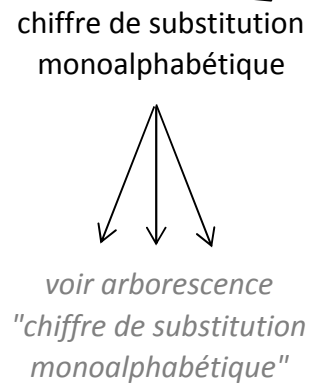 chiffre de substitution
monoalphabétique
voir arborescence
"chiffre de substitution
monoalphabétique"